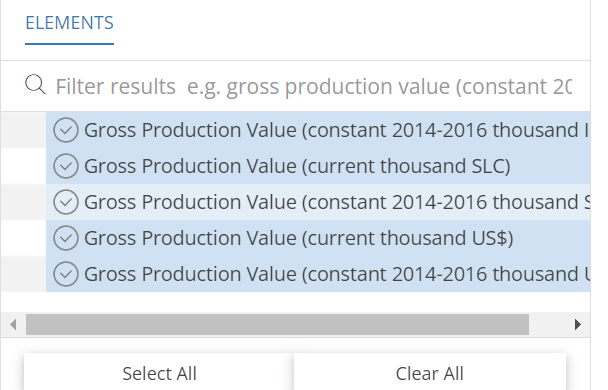 ELEMENTS
Filter results e.g. gross production value (constant 20
Gross Production Value (constant 2014-2016 thousand I
Gross Production Value (current thousand SLC)
Gross Production Value (constant 2014-2016 thousand S
Gross Production Value (current thousand US$)
Gross Production Value (constant 2014-2016 thousand U
Select All
Clear All